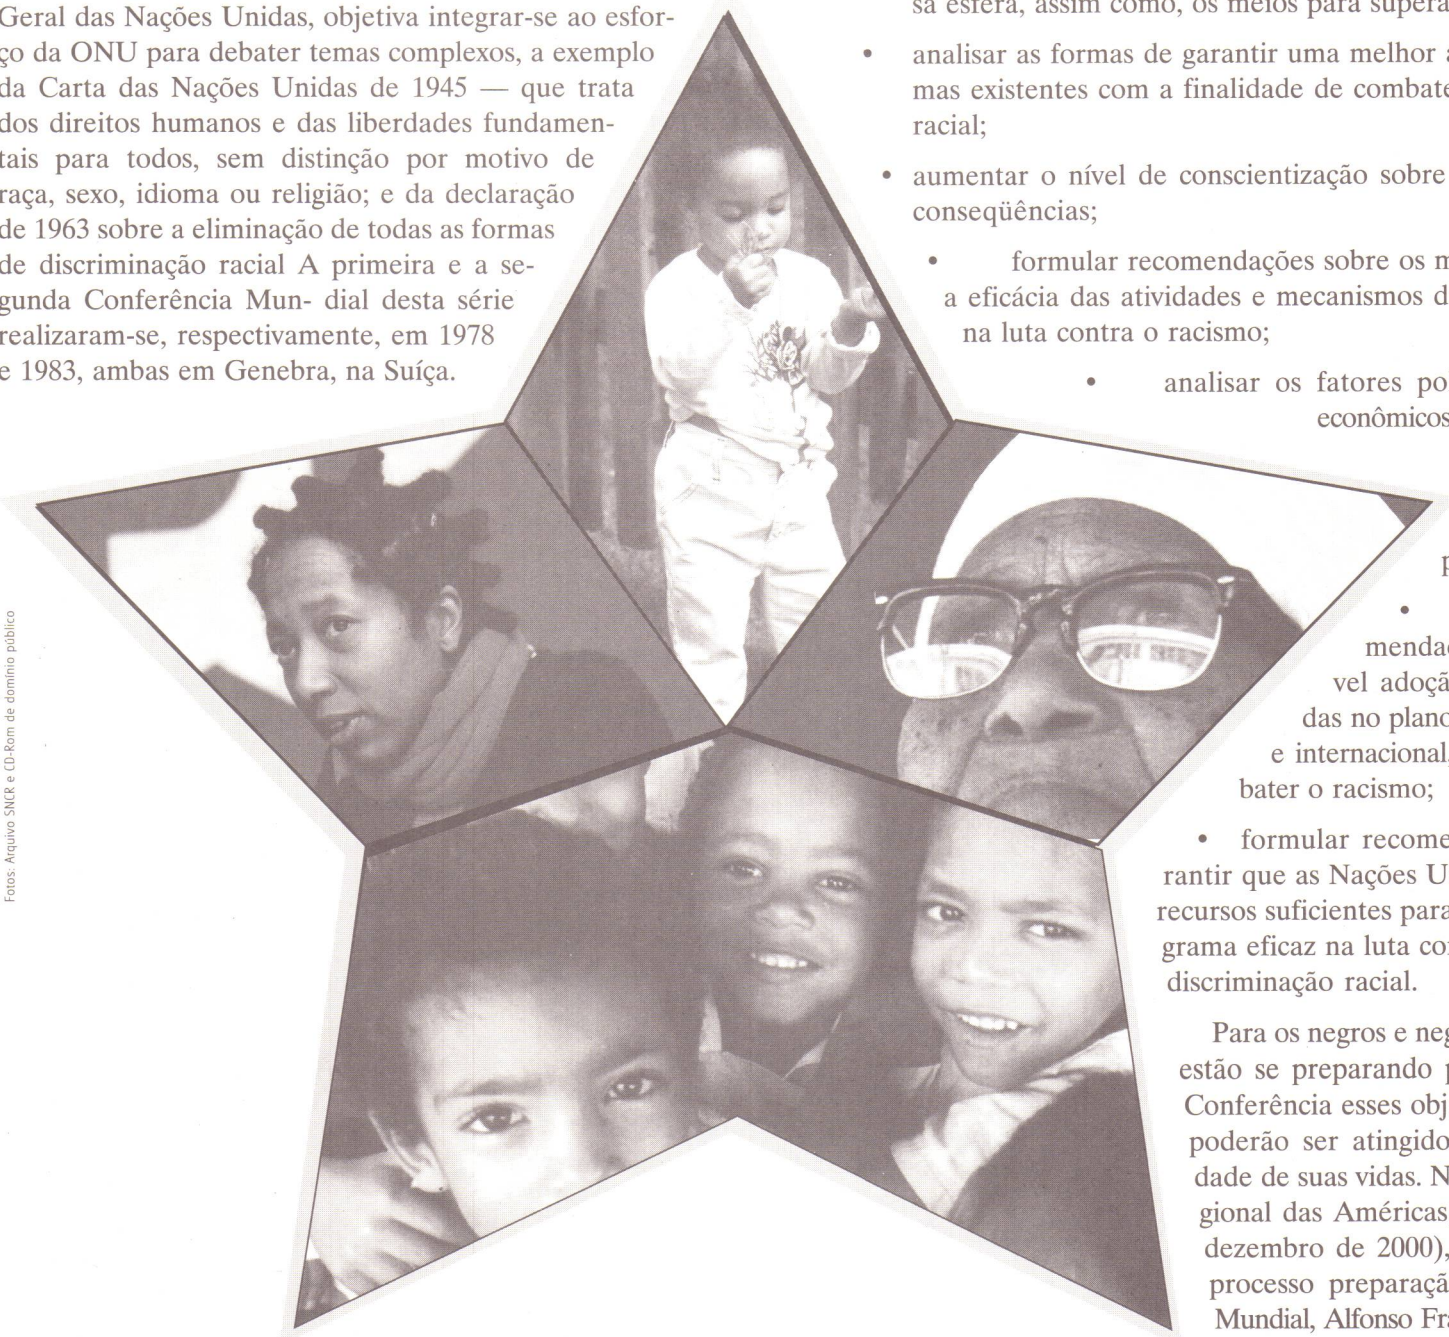 Geral das Nações Unidas, objetiva integrar-se ao esfor-
ço da ONU para debater temas complexos, a exemplo
da Carta das Nações Unidas de 1945 — que trata
dos direitos humanos e das liberdades fundamen-
tais para todos, sem distinção por motivo de
raça, sexo, idioma ou religião; e da declaração
de 1963 sobre a eliminação de todas as formas
de discriminação racial A primeira e a se-
gunda Conferência Mun- dial desta série
realizaram-se, respectivamente, em 1978
e 1983, ambas em Genebra, na Suíça.
Fotos: Arquivo SNCR e CD-Rom de domínio público
sa esfera, assim como, os meios para supera
• analisar as formas de garantir uma melhor a
mas existentes com a finalidade de combate
racial;
• aumentar o nível de conscientização sobre
conseqüências;
• formular recomendações sobre os m
a eficácia das atividades e mecanismos d
na luta contra o racismo;
• analisar os fatores po
econômicos
p
•
mendaç
vel adoçã
das no plano
e internacional,
bater o racismo;
• formular recome
rantir que as Nações U
recursos suficientes para
grama eficaz na luta con
discriminação racial.
Para os negros e neg
estão se preparando p
Conferência esses obj
poderão ser atingido
dade de suas vidas. N
gional das Américas
dezembro de 2000),
processo preparaçã
Mundial, Alfonso Fra